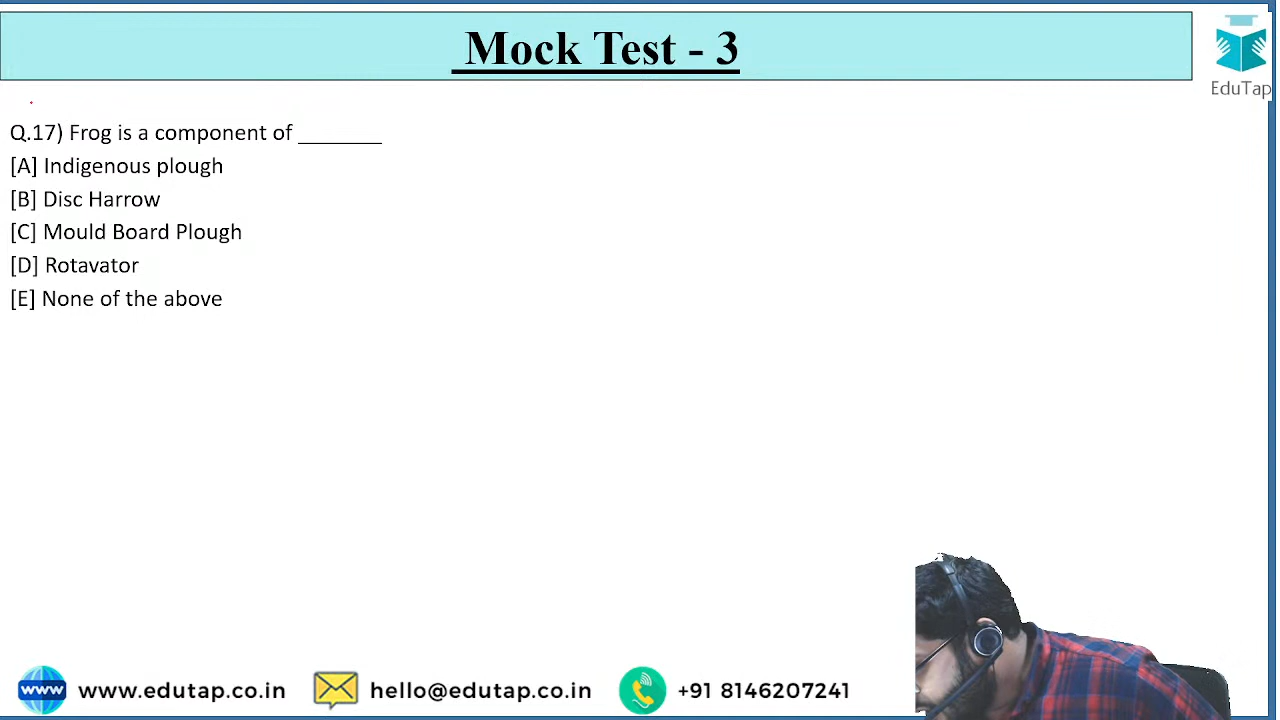 Mock Test - 3
EduTap
Q.17) Frog is a component of ________
[A] Indigenous plough
[B] Disc Harrow
[C] Mould Board Plough
[D] Rotavator
[E] None of the above
www www.edutap.co.in hello@edutap.co.in +91 8146207241